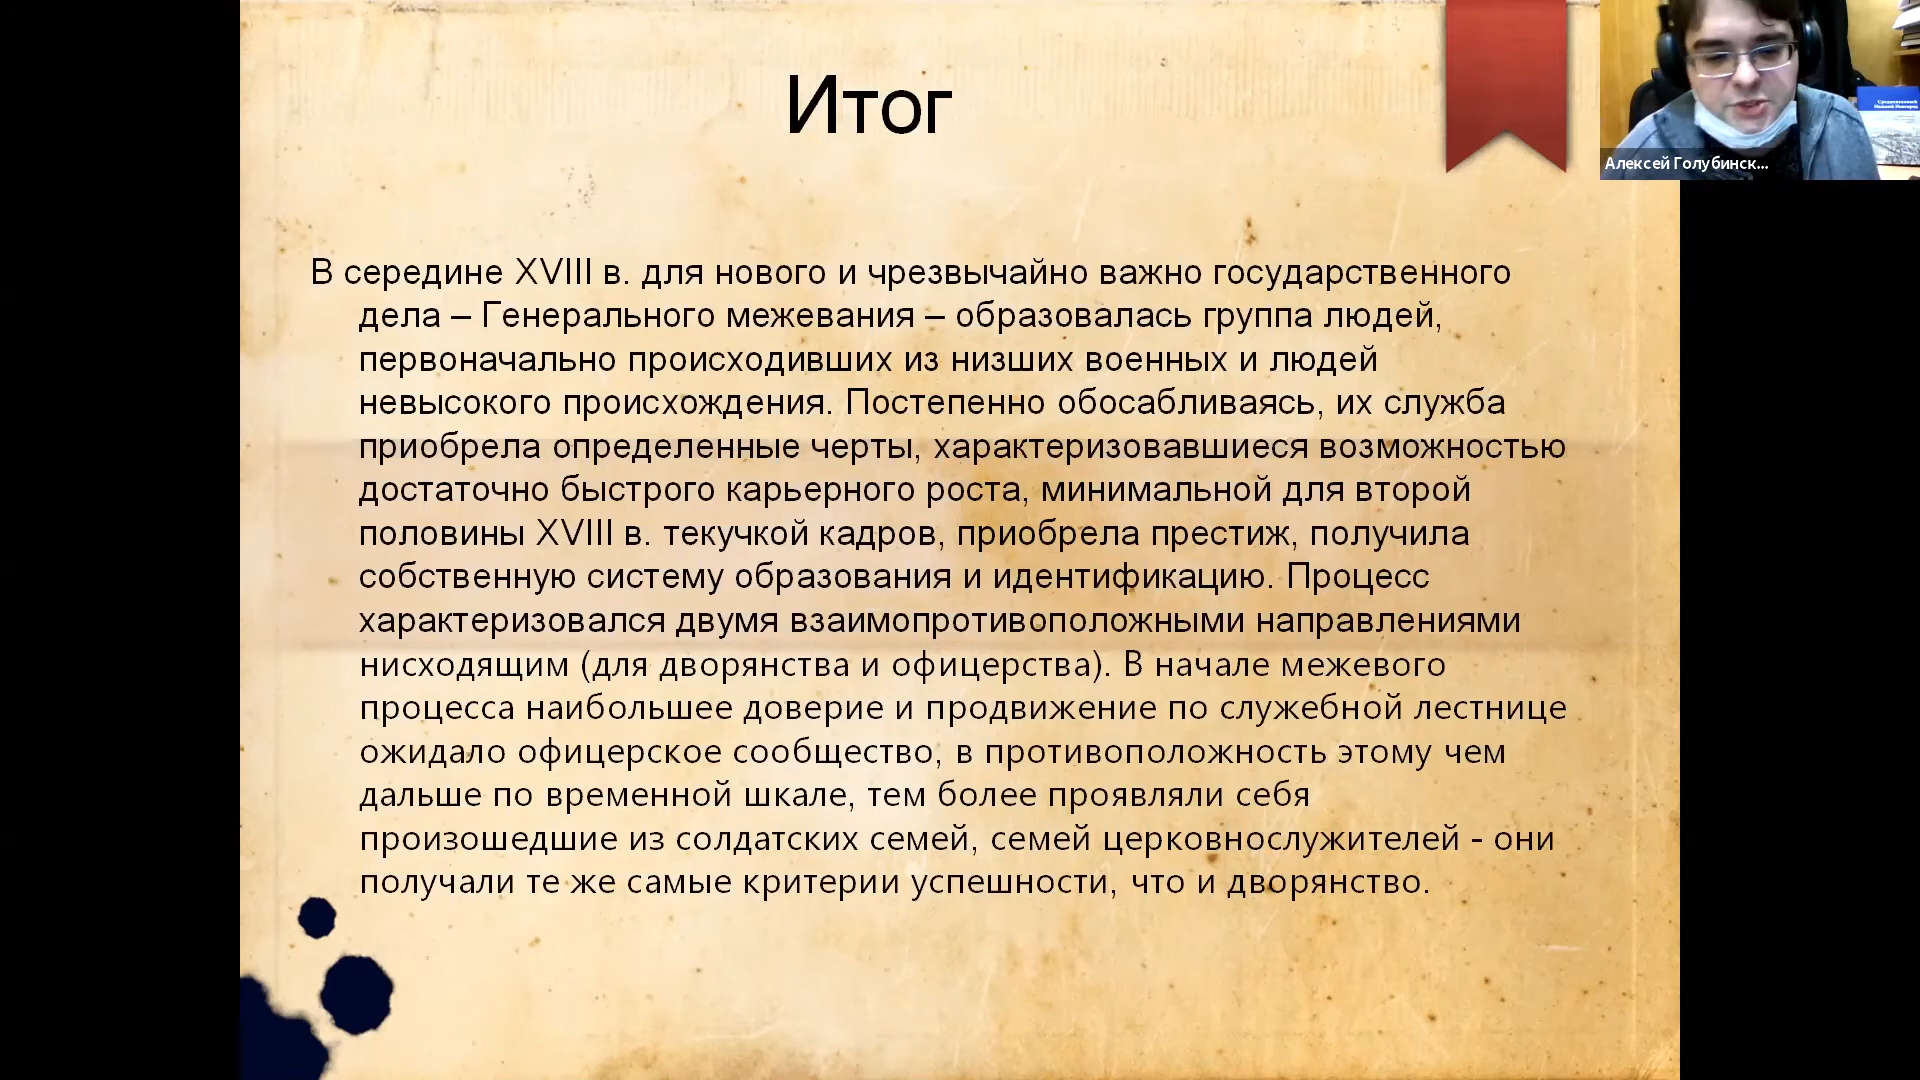 Итог
В середине XVIII в. для нового и чрезвычайно важно государственного
дела – Генерального межевания – образовалась группа людей,
первоначально происходивших из низших военных и людей
невысокого происхождения. Постепенно обосабливаясь, их служба
приобрела определенные черты, характеризовавшиеся возможностью
достаточно быстрого карьерного роста, минимальной для второй
половины XVIII в. текучкой кадров, приобрела престиж, получила
собственную систему образования и идентификацию. Процесс
характеризовался двумя взаимопротивоположными направлениями
нисходящим (для дворянства и офицерства). В начале межевого
процесса наибольшее доверие и продвижение по служебной лестнице
ожидало офицерское сообщество, в противоположность этому чем
дальше по временной шкале, тем более проявляли себя
произошедшие из солдатских семей, семей церковнослужителей - они
получали те же самые критерии успешности, что и дворянство.
Алексей Голубинск...
Средневековый
Нижний Новгород